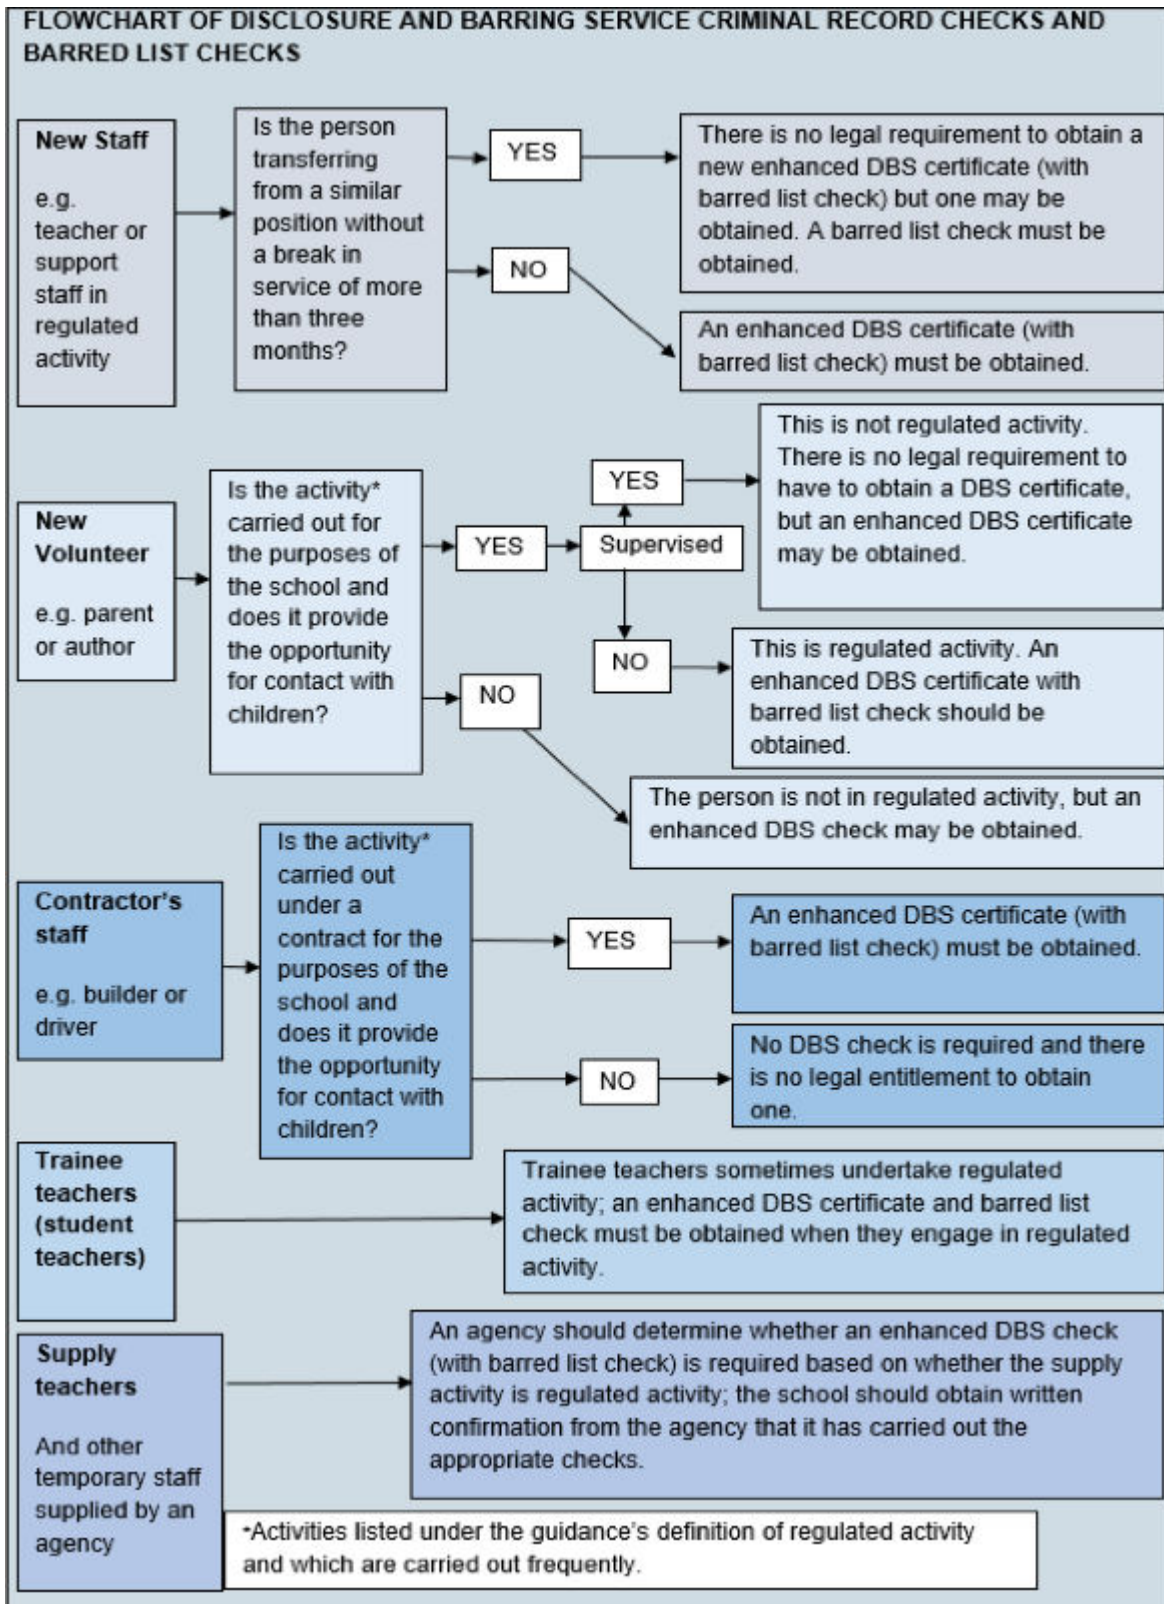 FLOWCHART OF DISCLOSURE AND BARRING SERVICE CRIMINAL RECORD CHECKS AND
BARRED LIST CHECKS
New Staff
e.g.
teacher or
support
staff in
regulated
activity
Is the person
transferring
from a similar
position without
a break in
service of more
than three
months?
YES
There is no legal requirement to obtain a
new enhanced DBS certificate (with
barred list check) but one may be
obtained. A barred list check must be
obtained.
NO
An enhanced DBS certificate (with
barred list check) must be obtained.
New
Volunteer
e.g. parent
or author
Is the activity*
carried out for
the purposes of
the school and
does it provide
the opportunity
for contact with
children?
YES
Supervised
YES
This is not regulated activity.
There is no legal requirement to
have to obtain a DBS certificate,
but an enhanced DBS certificate
may be obtained.
NO
This is regulated activity. An
enhanced DBS certificate with
barred list check should be
obtained.
NO
The person is not in regulated activity, but an
enhanced DBS check may be obtained.
Contractor's
staff
e.g. builder or
driver
Is the activity*
carried out
under a
contract for the
purposes of the
school and
does it provide
the opportunity
for contact with
children?
YES
An enhanced DBS certificate (with
barred list check) must be obtained.
NO
No DBS check is required and there
is no legal entitlement to obtain
one.
Trainee
teachers
(student
teachers)
Trainee teachers sometimes undertake regulated
activity; an enhanced DBS certificate and barred list
check must be obtained when they engage in regulated
activity.
Supply
teachers
And other
temporary staff
supplied by an
agency
An agency should determine whether an enhanced DBS check
(with barred list check) is required based on whether the supply
activity is regulated activity; the school should obtain written
confirmation from the agency that it has carried out the
appropriate checks.
*Activities listed under the guidance's definition of regulated activity
and which are carried out frequently.